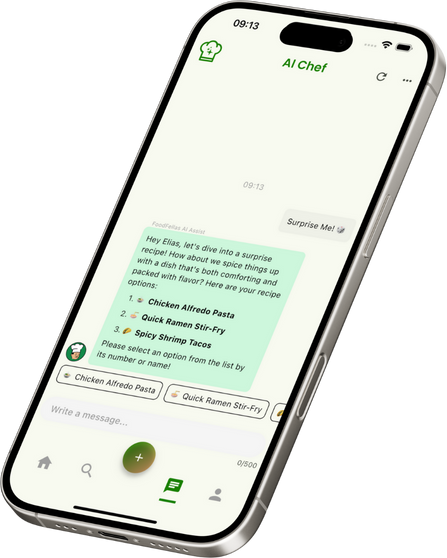 09:13
AI Chef
09:13
Surprise Me! 🎲
FoodPallas AI Assist
Hey Elias, let's dive into a surprise
recipe! How about we spice things up
with a dish that's both comforting and
packed with flavor? Here are your recipe
options:
1. 🍲 Chicken Alfredo Pasta
2. 🍜 Quick Ramen Stir-Fry
3. 🌮 Spicy Shrimp Tacos
Please select an option from the list by
its number or name!
🍲 Chicken Alfredo Pasta
🍜 Quick Ramen Stir-Fry
Write a message...
0/500